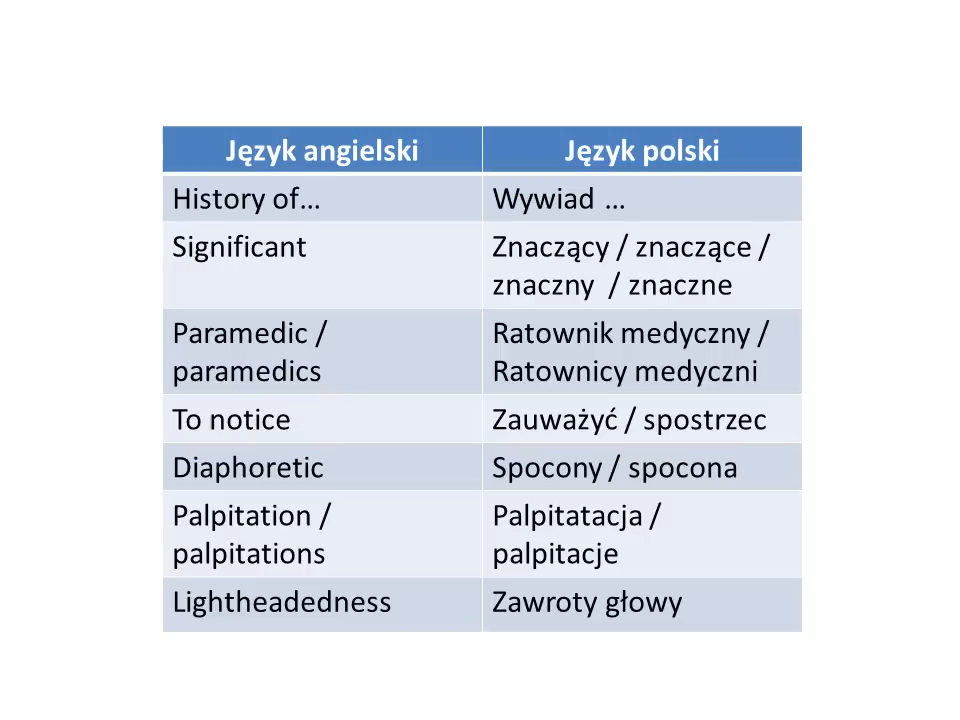 Język angielski
Język polski
History of…
Wywiad …
Significant
Znaczący / znaczące /
znaczny / znaczne
Paramedic /
paramedics
Ratownik medyczny /
Ratownicy medyczni
To notice
Zauważyć / spostrzec
Diaphoretic
Spocony / spocona
Palpitation /
palpitations
Palpitatacja /
palpitacje
Lightheadedness
Zawroty głowy